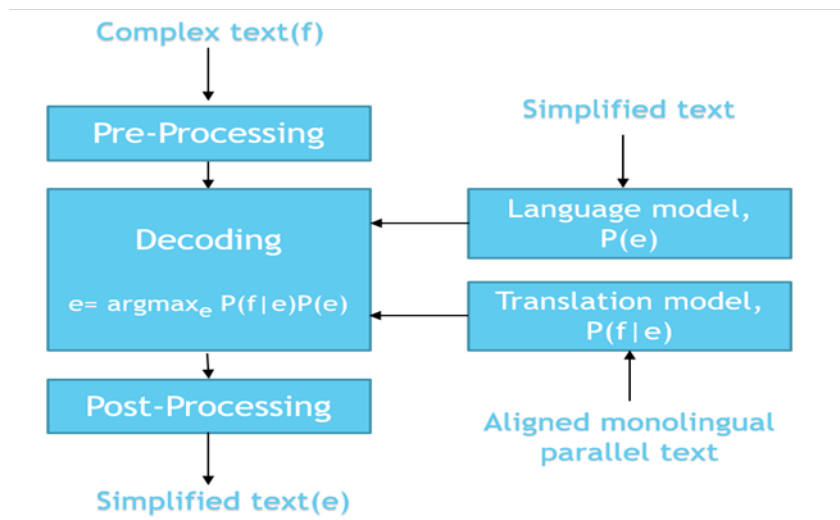 Complex text(f)
Pre-Processing
Decoding
e= argmaxₑ P(f|e)P(e)
Post-Processing
Simplified text(e)
Simplified text
Language model,
P(e)
Translation model,
P(f|e)
Aligned monolingual
parallel text